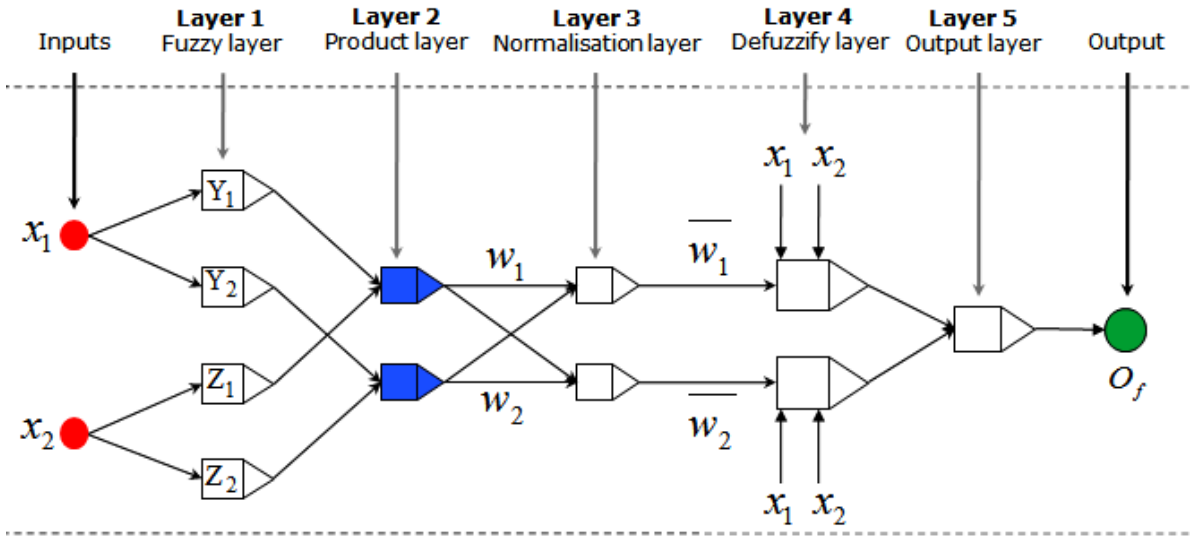 Layer 1 Layer 2 Layer 3 Layer 4 Layer 5
Inputs Fuzzy layer Product layer Normalisation layer Defuzzify layer Output layer Output
x₁ x₂
Y₁
x₁
w₁ w̅₁
Y₂
Z₁
w₂ w̅₂
O_f
x₂
Z₂
x₁ x₂